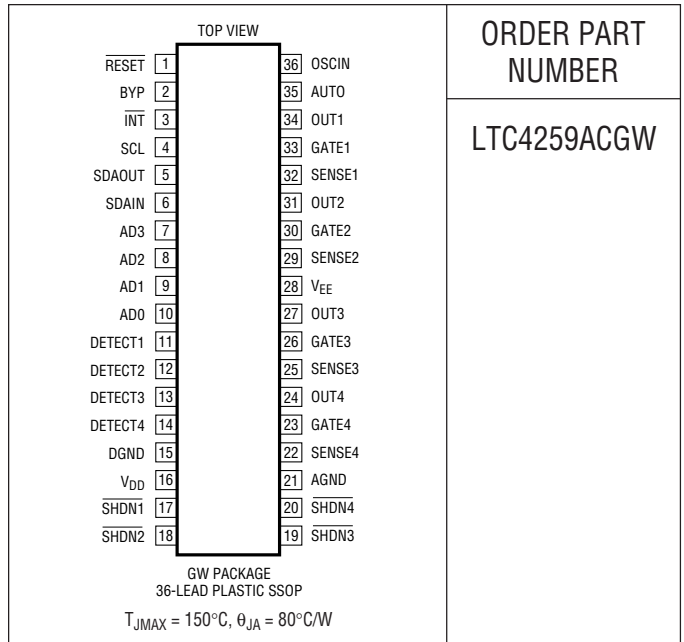 TOP VIEW
RESET 1
BYP 2
INT 3
SCL 4
SDAOUT 5
SDAIN 6
AD3 7
AD2 8
AD1 9
AD0 10
DETECT1 11
DETECT2 12
DETECT3 13
DETECT4 14
DGND 15
VDD 16
SHDN1 17
SHDN2 18
36 OSCIN
35 AUTO
34 OUT1
33 GATE1
32 SENSE1
31 OUT2
30 GATE2
29 SENSE2
28 VEE
27 OUT3
26 GATE3
25 SENSE3
24 OUT4
23 GATE4
22 SENSE4
21 AGND
20 SHDN4
19 SHDN3
GW PACKAGE
36-LEAD PLASTIC SSOP
TJMAX = 150°C, θJA = 80°C/W
ORDER PART
NUMBER
LTC4259ACGW